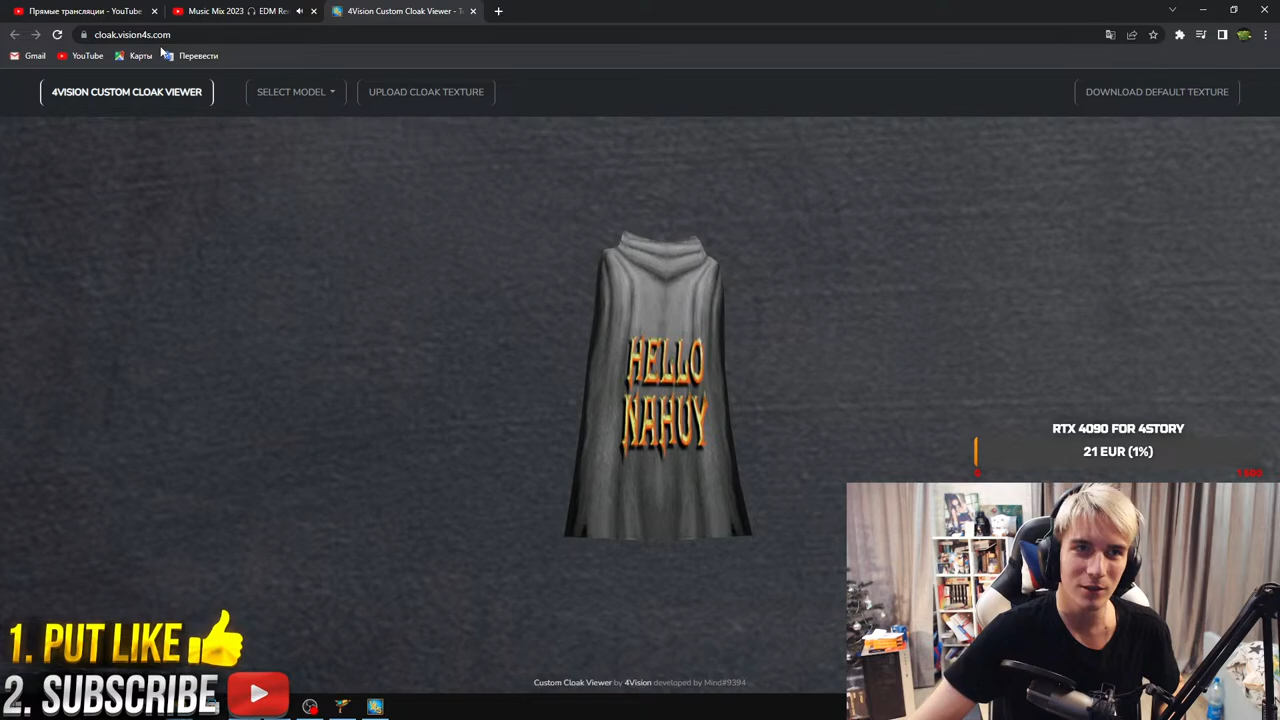 Прямые трансляции - YouTube
Music Mix 2023 🎧 EDM Re
4Vision Custom Cloak Viewer - T
cloak.vision4s.com
Gmail
YouTube
Карты
Перевести
4VISION CUSTOM CLOAK VIEWER
SELECT MODEL
UPLOAD CLOAK TEXTURE
DOWNLOAD DEFAULT TEXTURE
HELLO
NAHUY
RTX 4090 FOR 4STORY
21 EUR (1%)
1. PUT LIKE
2. SUBSCRIBE
Custom Cloak Viewer by 4Vision developed by Mind#9394